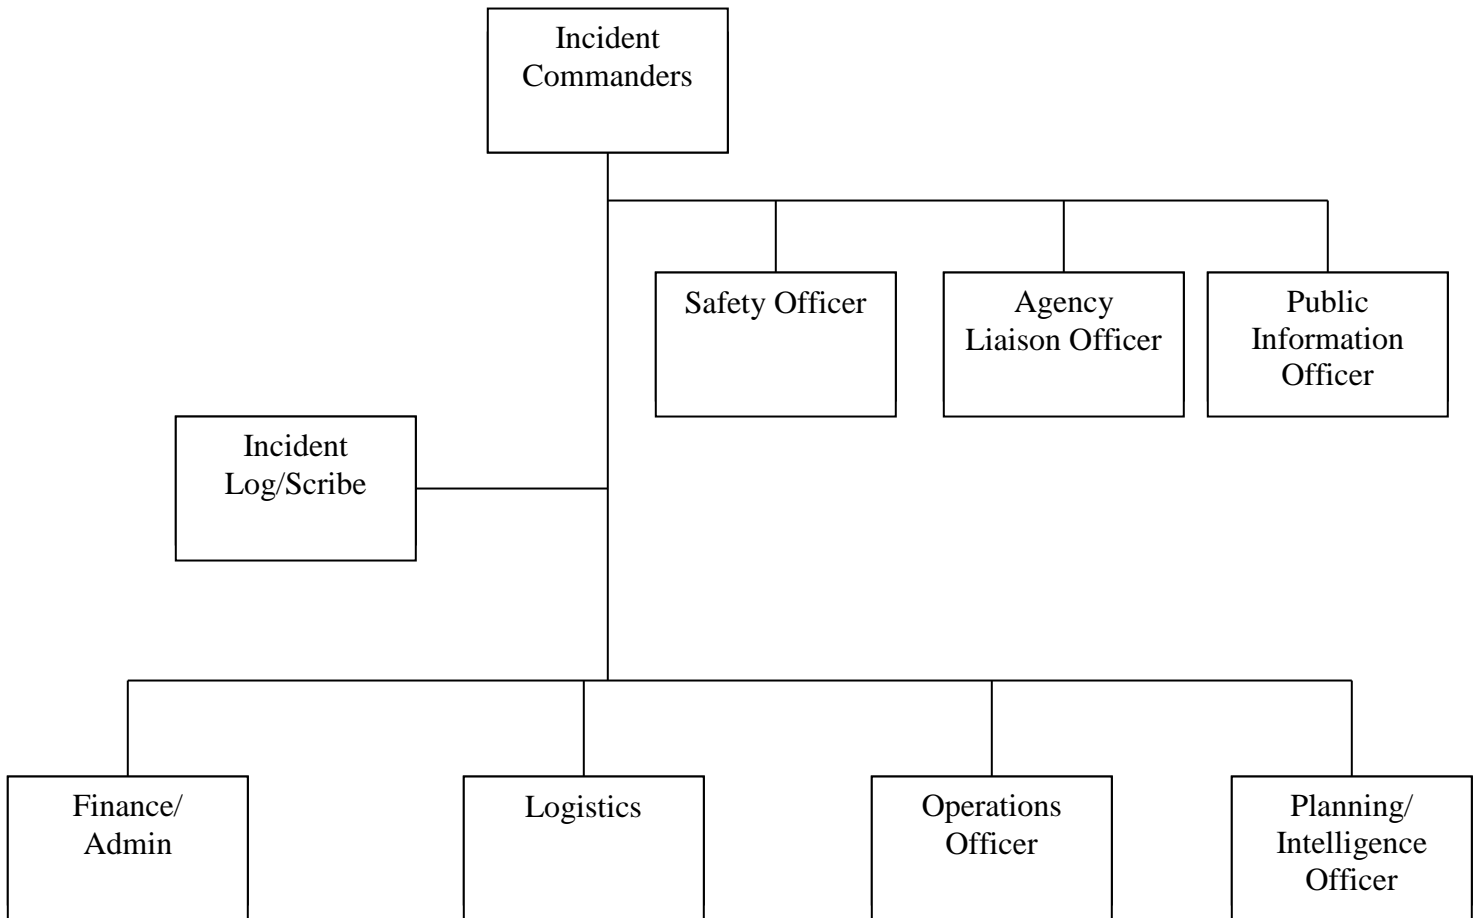 Incident
Commanders
Safety Officer
Agency
Liaison Officer
Public
Information
Officer
Incident
Log/Scribe
Finance/
Admin
Logistics
Operations
Officer
Planning/
Intelligence
Officer